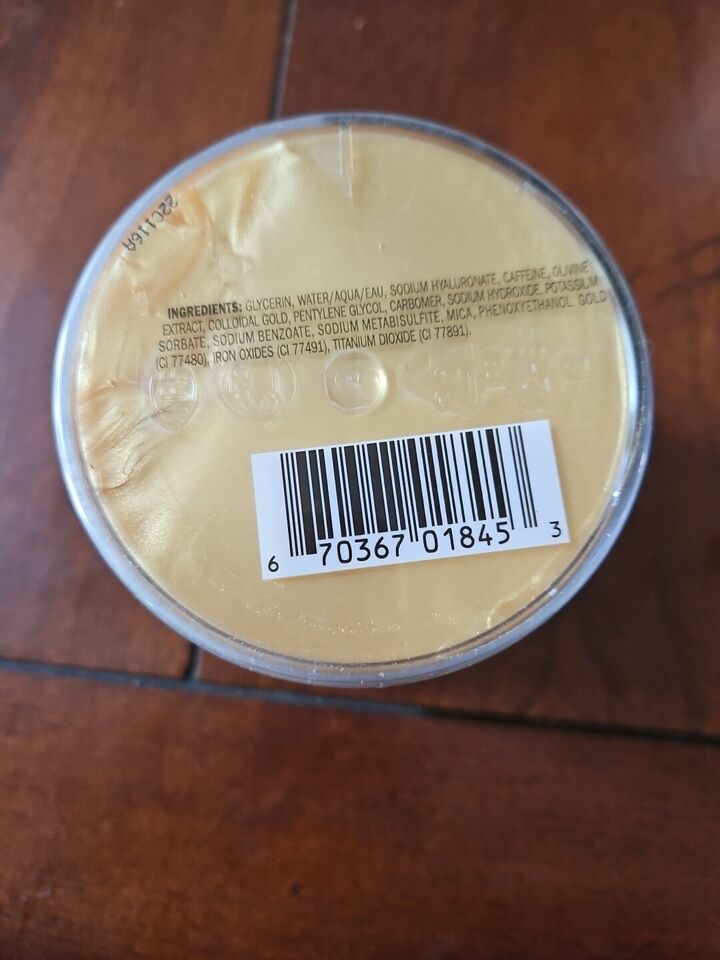 22C116A
INGREDIENTS: GLYCERIN, WATER/AQUA/EAU, SODIUM HYALURONATE, CAFFEINE, OLIVINE
EXTRACT, COLLOIDAL GOLD, PENTYLENE GLYCOL, CARBOMER, SODIUM HYDROXIDE, POTASSIUM
SORBATE, SODIUM BENZOATE, SODIUM METABISULFITE, MICA, PHENOXYETHANOL. GOLD
(CI 77480), IRON OXIDES (CI 77491), TITANIUM DIOXIDE (CI 77891).
6 70367 01845 3